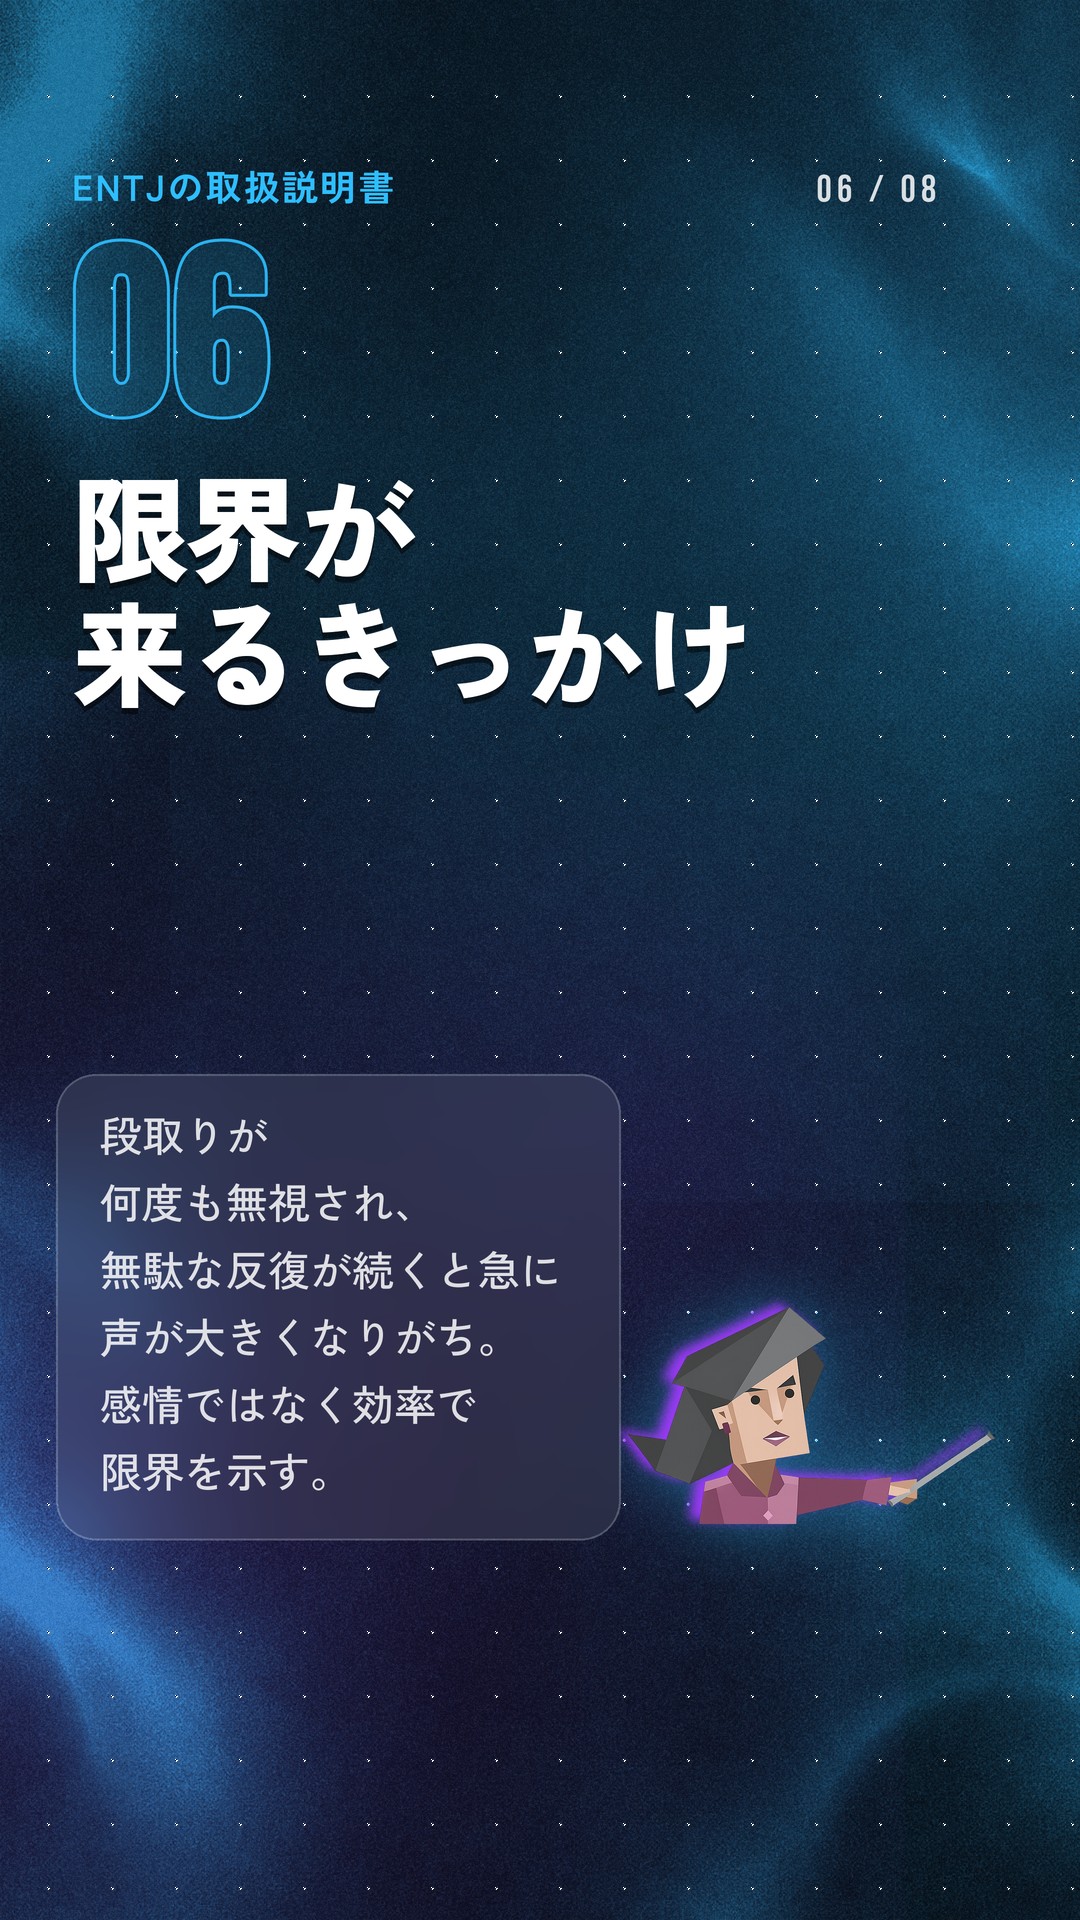 ENTJの取扱説明書
06 / 08
06
限界が
来るきっかけ
段取りが
何度も無視され、
無駄な反復が続くと急に
声が大きくなりがち。
感情ではなく効率で
限界を示す。